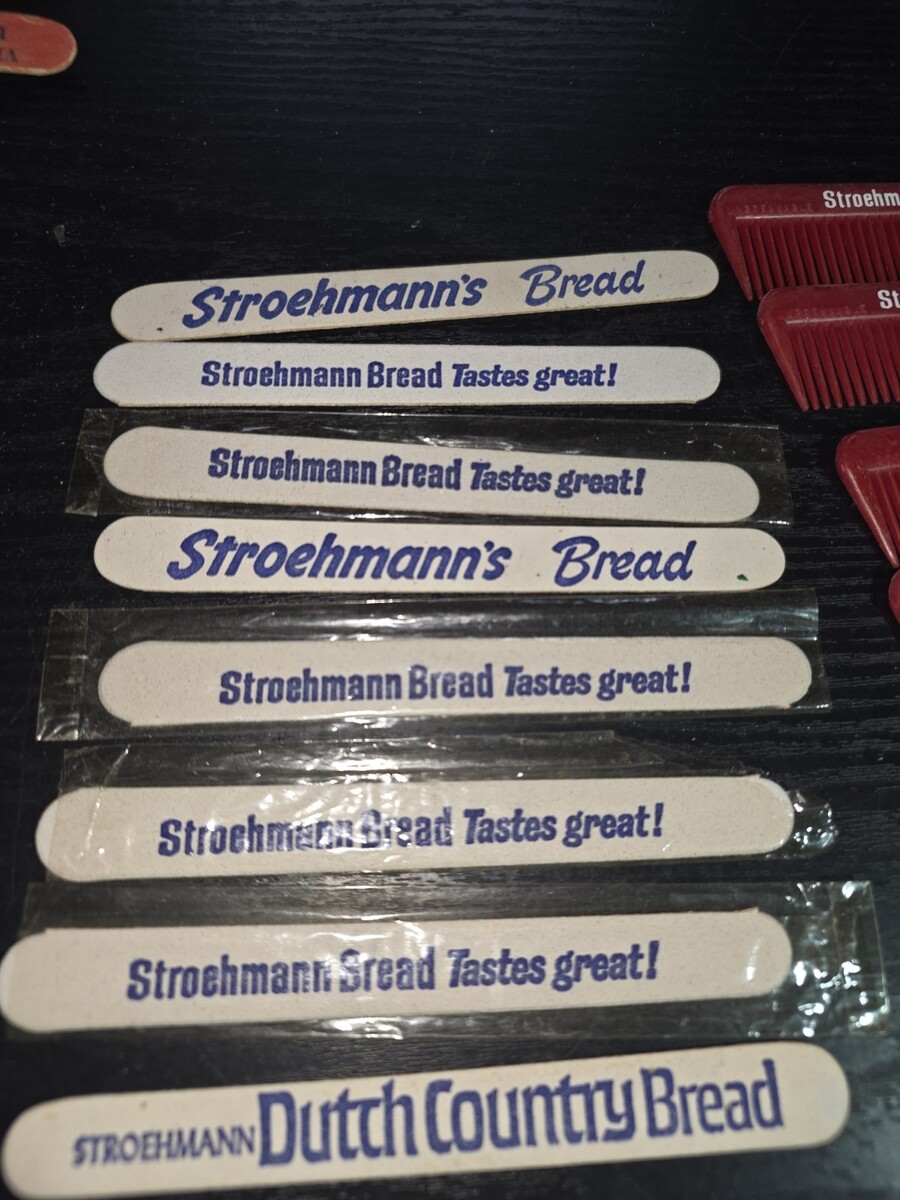 Stroehm
St
Stroehmann's Bread
Stroehmann Bread Tastes great!
Stroehmann Bread Tastes great!
Stroehmann's Bread
Stroehmann Bread Tastes great!
Stroehmann Bread Tastes great!
Stroehmann Bread Tastes great!
STROEHMANN Dutch Country Bread